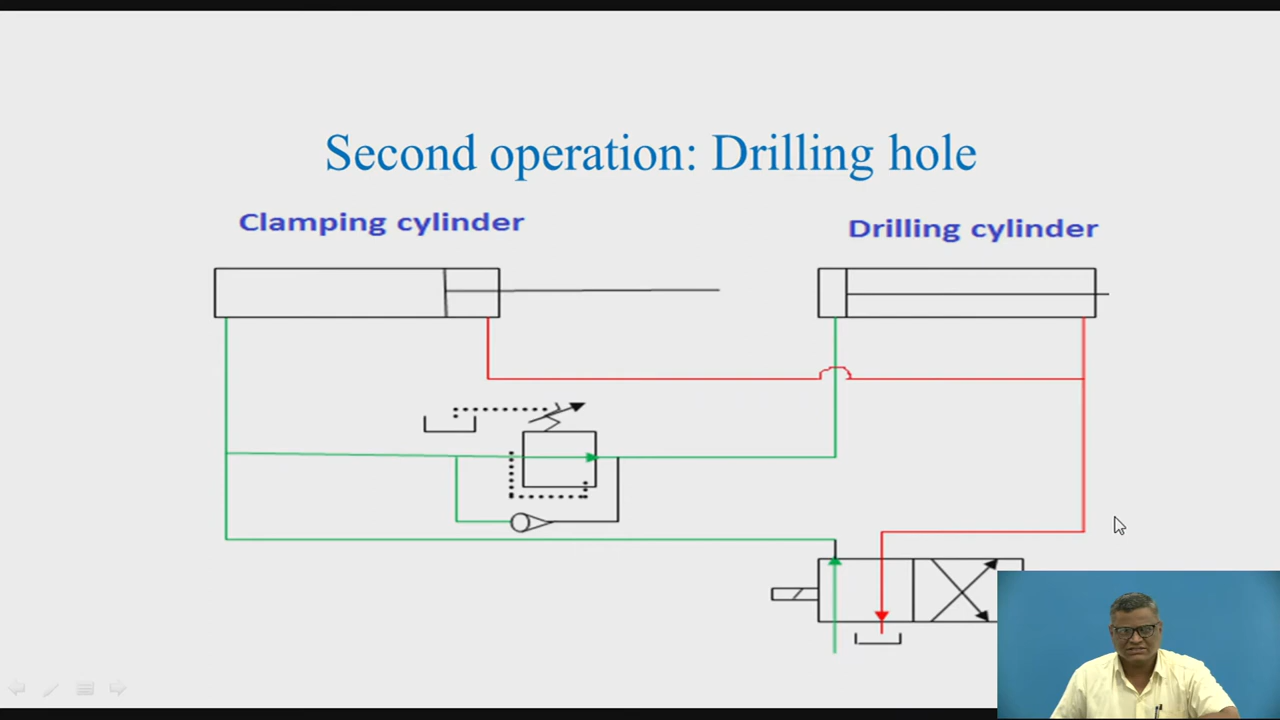 Second operation: Drilling hole
Clamping cylinder
Drilling cylinder